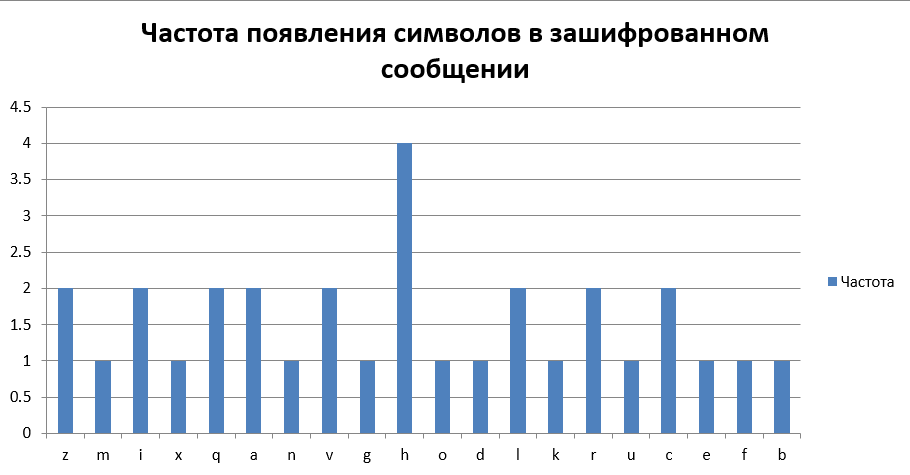 Частота появления символов в зашифрованном
сообщении
4.5
4
3.5
3
2.5
2
1.5
1
0.5
0
z m i x q a n v g h o d l k r u c e f b
Частота